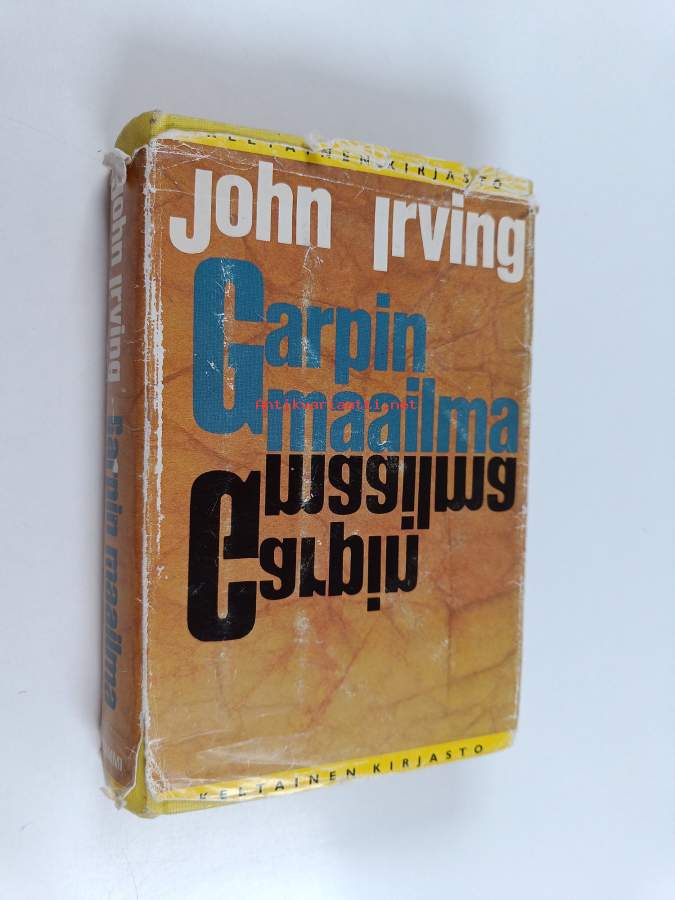 KELTAINEN KIRJASTO
John Irving
Garpin
maailma
Antikvariaatti.net
maailma
Garpin
KELTAINEN KIRJASTO
John Irving Garpin maailma